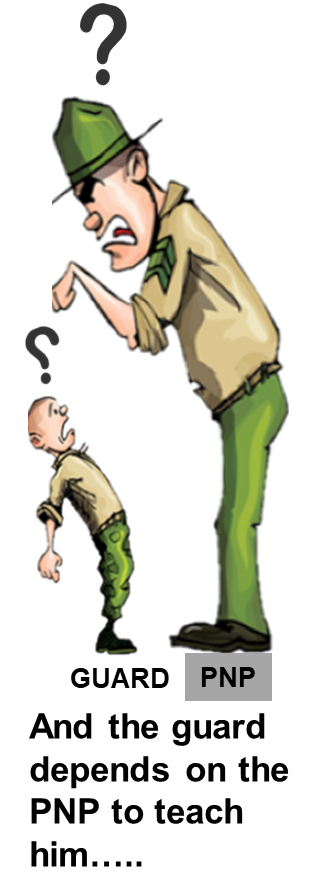 ?
?
GUARD PNP
And the guard
depends on the
PNP to teach
him…..